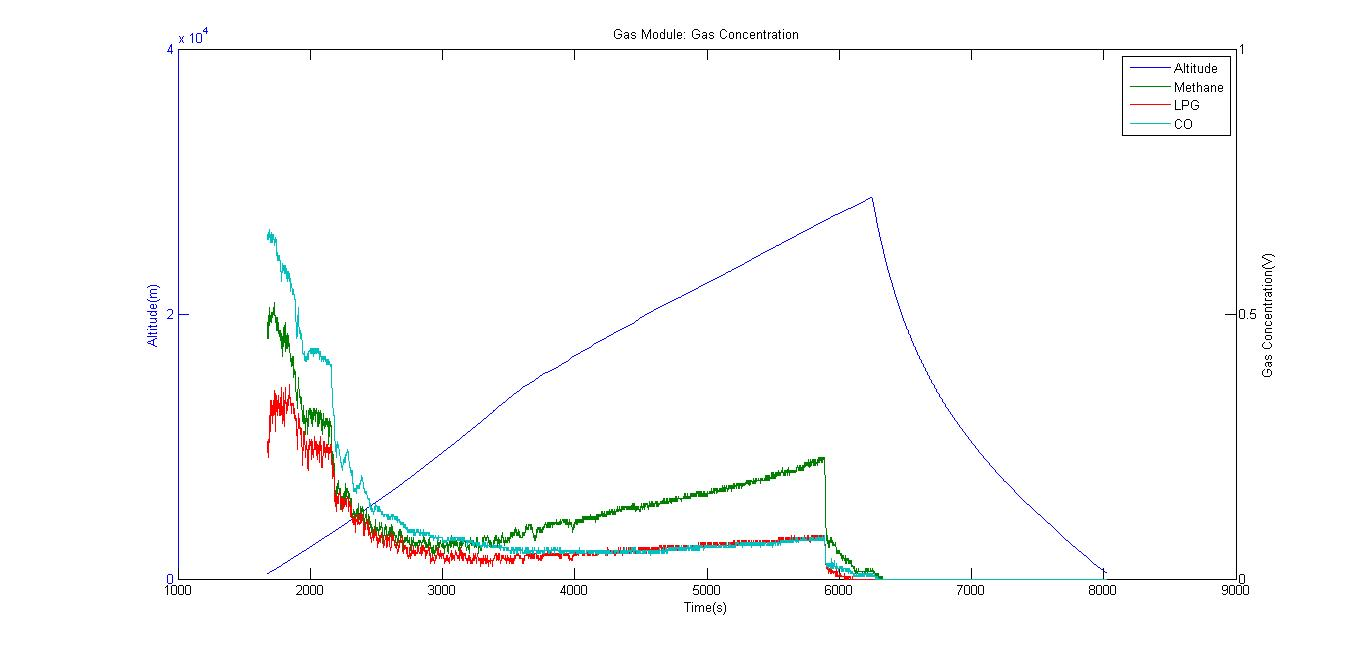 Gas Module: Gas Concentration
x 10^4
4
2
0
Altitude(m)
1
0.5
0
Gas Concentration(V)
Altitude
Methane
LPG
CO
1000 2000 3000 4000 5000 6000 7000 8000 9000
Time(s)